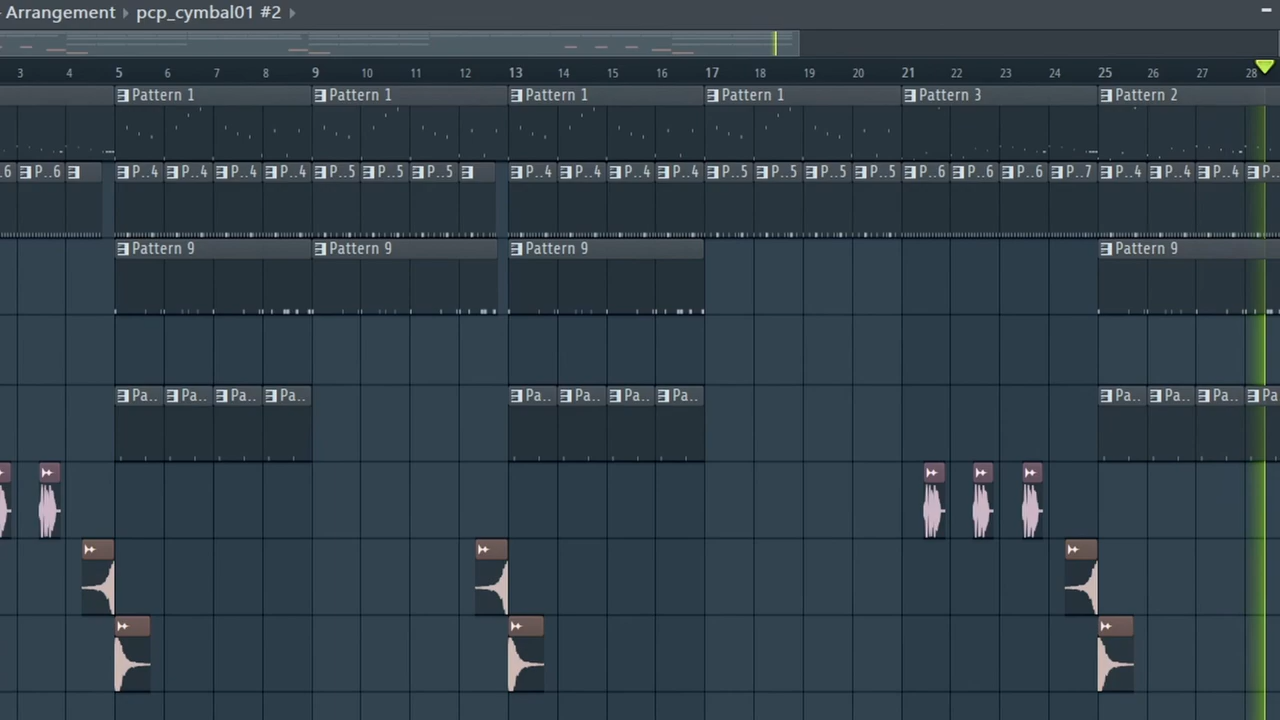 Arrangement pcp_cymbal01 #2
3 4 5 6 7 8 9 10 11 12 13 14 15 16 17 18 19 20 21 22 23 24 25 26 27 28
Pattern 1 Pattern 1 Pattern 1 Pattern 1 Pattern 3 Pattern 2
..6 P..6 P..4 P..4 P..4 P..4 P..5 P..5 P..5 P..4 P..4 P..4 P..4 P..5 P..5 P..5 P..5 P..6 P..6 P..6 P..7 P..4 P..4 P..4 P..
Pattern 9 Pattern 9 Pattern 9 Pattern 9
Pa.. Pa.. Pa.. Pa.. Pa.. Pa.. Pa.. Pa.. Pa.. Pa.. Pa.. Pa